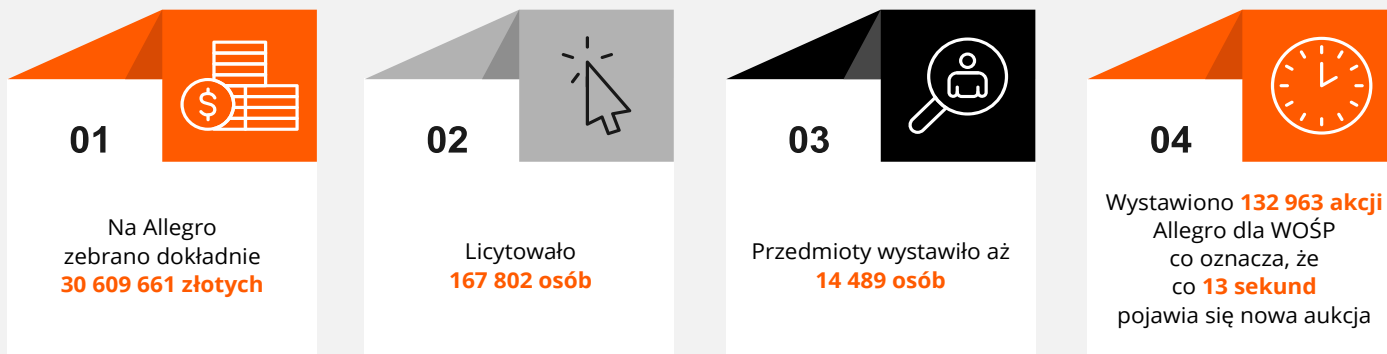 01
Na Allegro
zebrano dokładnie
30 609 661 złotych
02
Licytowało
167 802 osób
03
Przedmioty wystawiło aż
14 489 osób
04
Wystawiono 132 963 akcji
Allegro dla WOŚP
co oznacza, że
co 13 sekund
pojawia się nowa aukcja